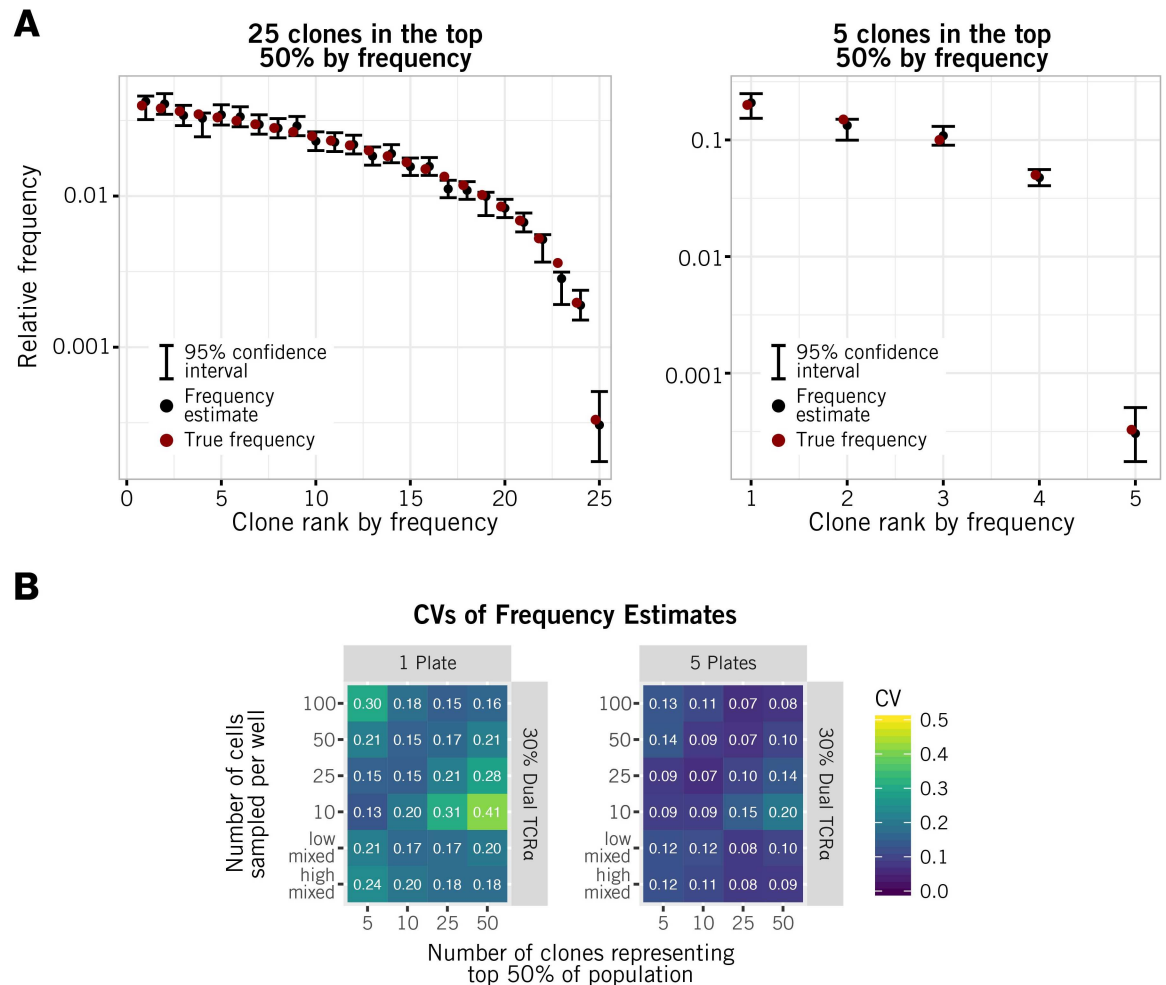 A
25 clones in the top
50% by frequency
Relative frequency
0.01
0.001
95% confidence
interval
Frequency
estimate
True frequency
0 5 10 15 20 25
Clone rank by frequency
5 clones in the top
50% by frequency
0.1
0.01
0.001
95% confidence
interval
Frequency
estimate
True frequency
1 2 3 4 5
Clone rank by frequency
B
CVs of Frequency Estimates
Number of cells
sampled per well
1 Plate
100 0.30 0.18 0.15 0.16
50 0.21 0.15 0.17 0.21
25 0.15 0.15 0.21 0.28
10 0.13 0.20 0.31 0.41
low
mixed 0.21 0.17 0.17 0.20
high
mixed 0.24 0.20 0.18 0.18
5 10 25 50
30% Dual TCRα
5 Plates
100 0.13 0.11 0.07 0.08
50 0.14 0.09 0.07 0.10
25 0.09 0.07 0.10 0.14
10 0.09 0.09 0.15 0.20
low
mixed 0.12 0.12 0.08 0.10
high
mixed 0.12 0.11 0.08 0.09
5 10 25 50
30% Dual TCRα
Number of clones representing
top 50% of population
CV
0.5
0.4
0.3
0.2
0.1
0.0